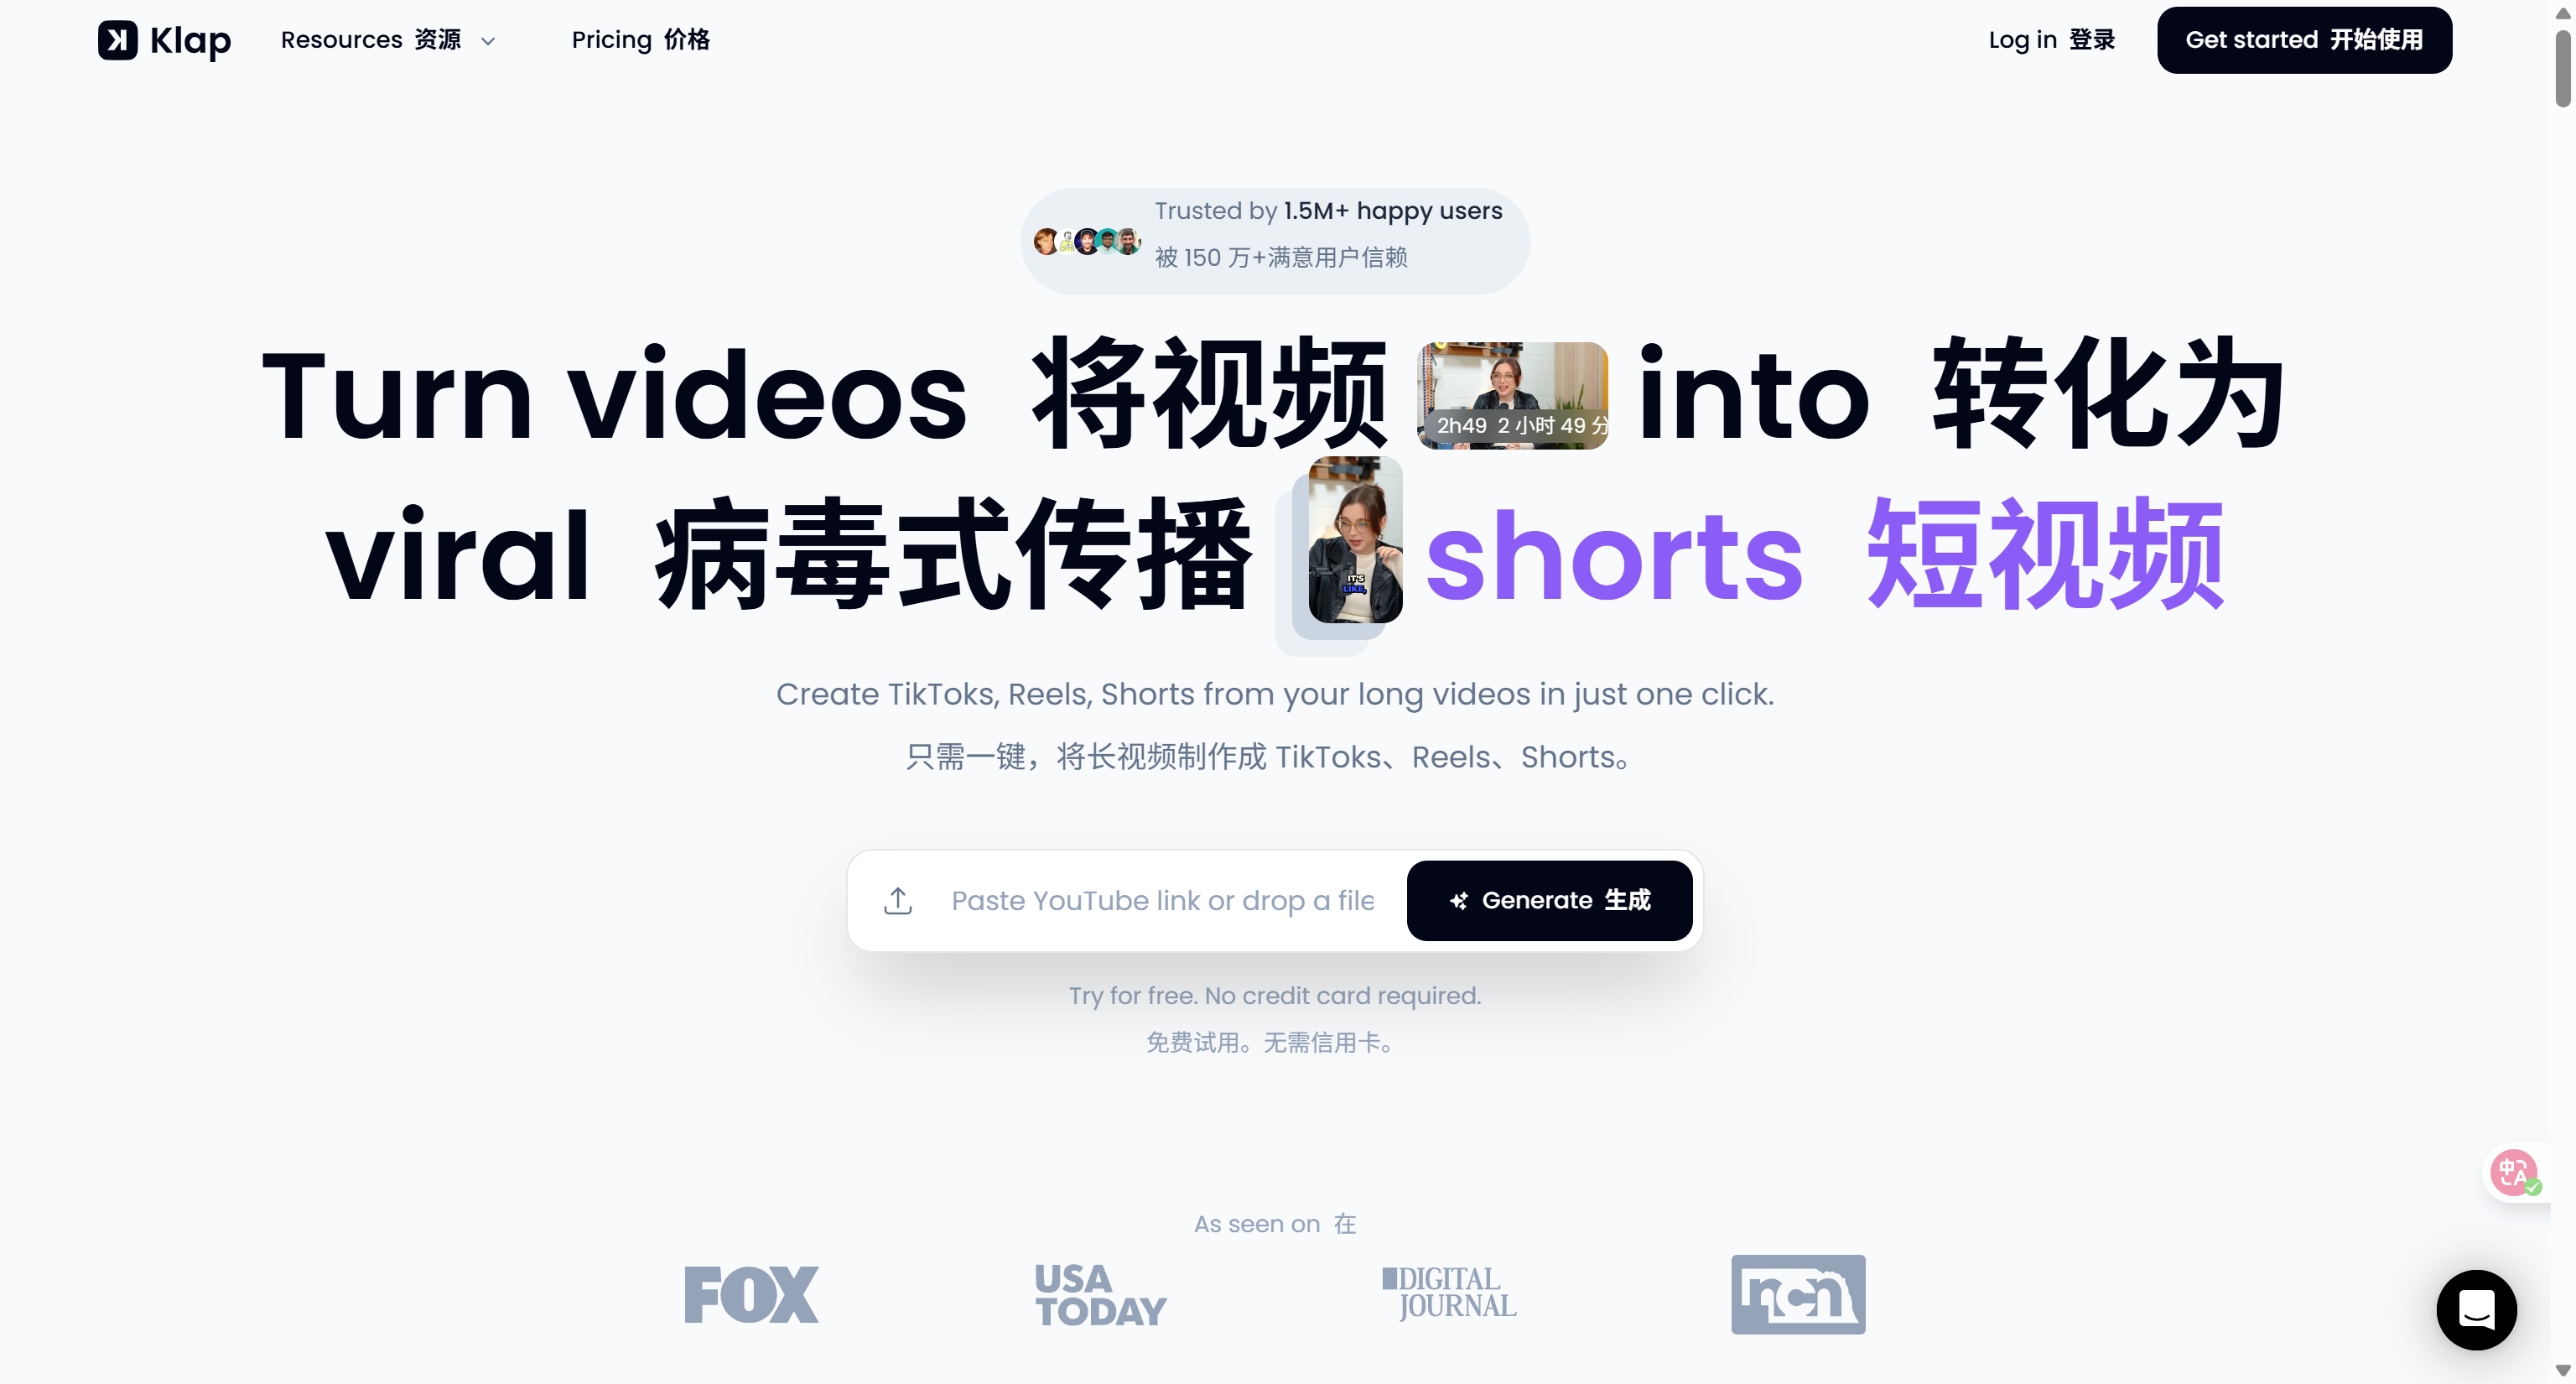 Klap
Resources 资源
Pricing 价格
Log in 登录
Get started 开始使用
Trusted by 1.5M+ happy users
被 150 万+满意用户信赖
Turn videos 将视频 into 转化为
2h49 2 小时 49 分
viral 病毒式传播 shorts 短视频
IT'S
LIKE,
Create TikToks, Reels, Shorts from your long videos in just one click.
只需一键，将长视频制作成 TikToks、Reels、Shorts。
Paste YouTube link or drop a file
Generate 生成
Try for free. No credit card required.
免费试用。无需信用卡。
As seen on 在
FOX
USA
TODAY
DIGITAL
JOURNAL
ncn
中A